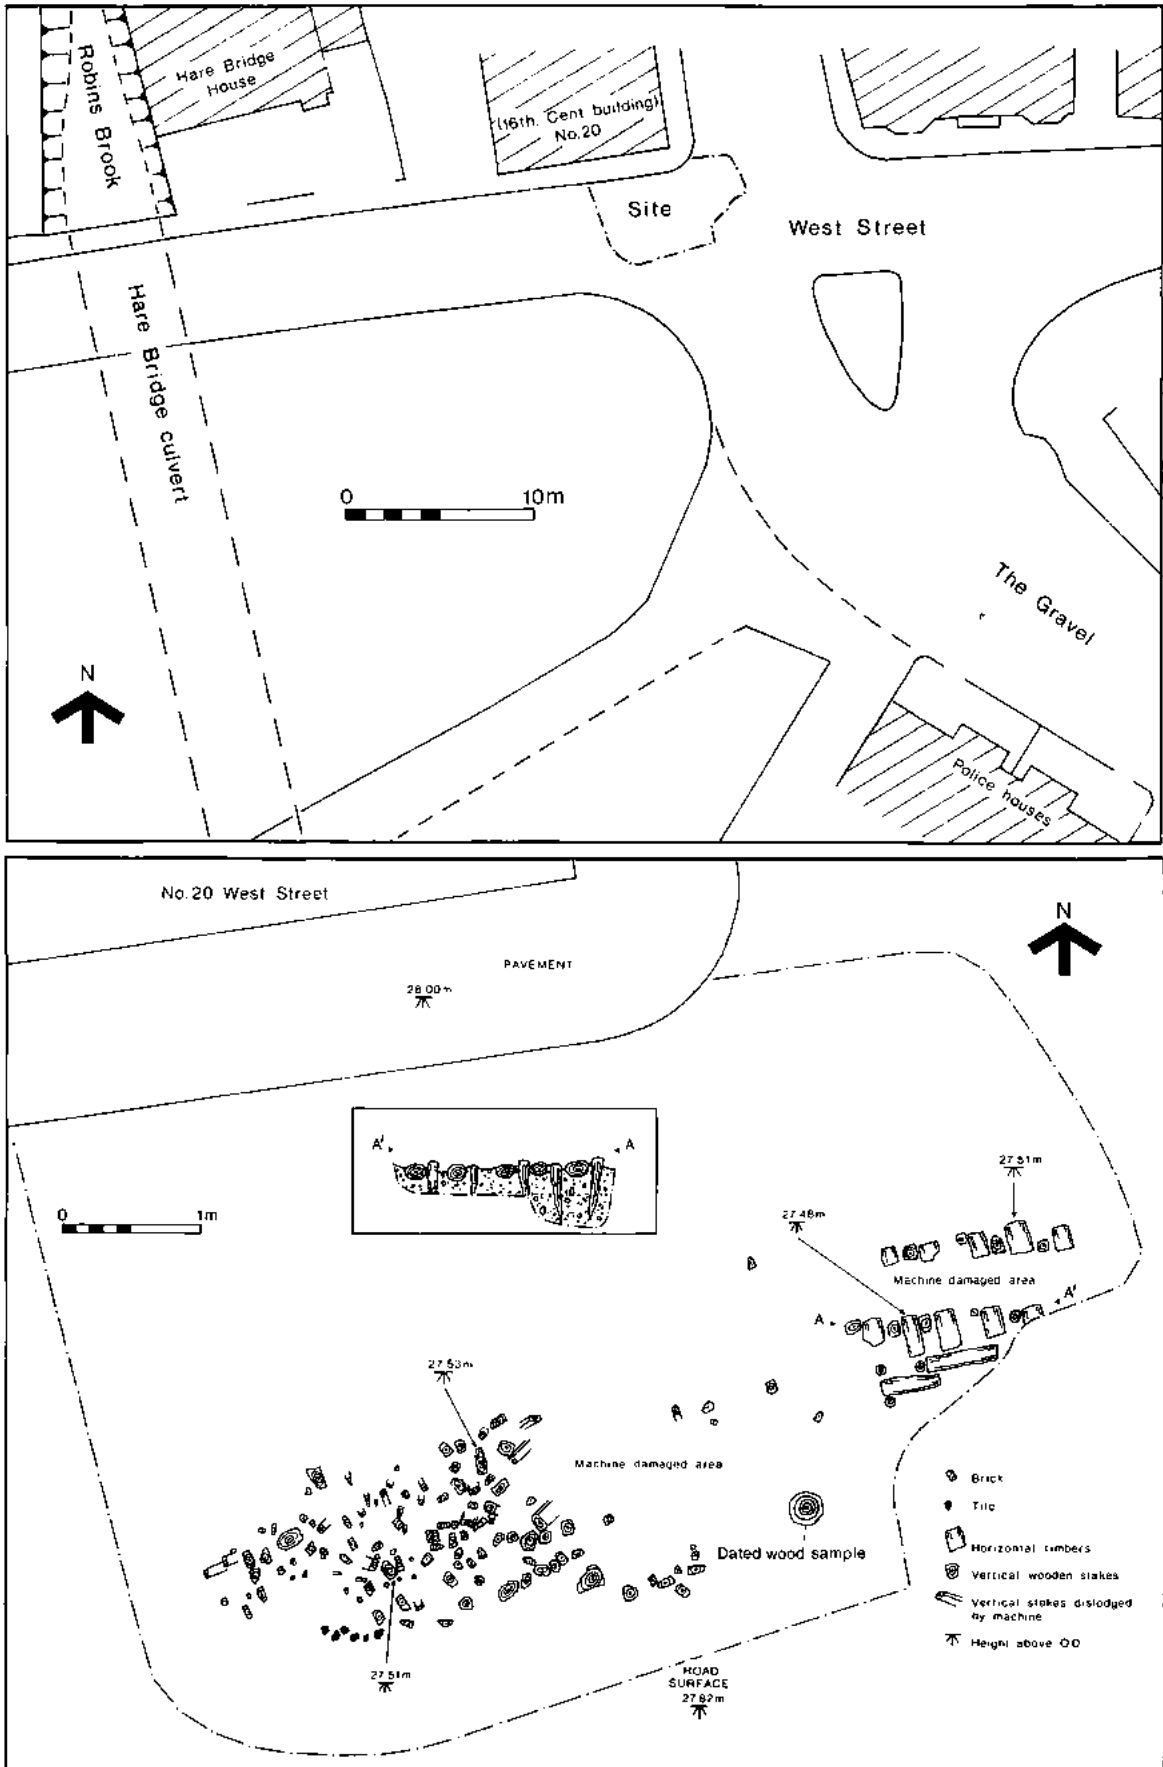 Robins Brook
Hare Bridge
House
(16th. Cent building)
No.20
Site
West Street
Hare Bridge culvert
0 10m
The Gravel
N
Police houses
No.20 West Street
N
PAVEMENT
28.00m
A' A
0 1m
27.51m
27.48m
Machine damaged area
A A'
27.53m
Machine damaged area
Brick
Tile
Dated wood sample
Horizontal timbers
Vertical wooden stakes
Vertical stakes dislodged
by machine
Height above OD
27.51m
ROAD
SURFACE
27.82m